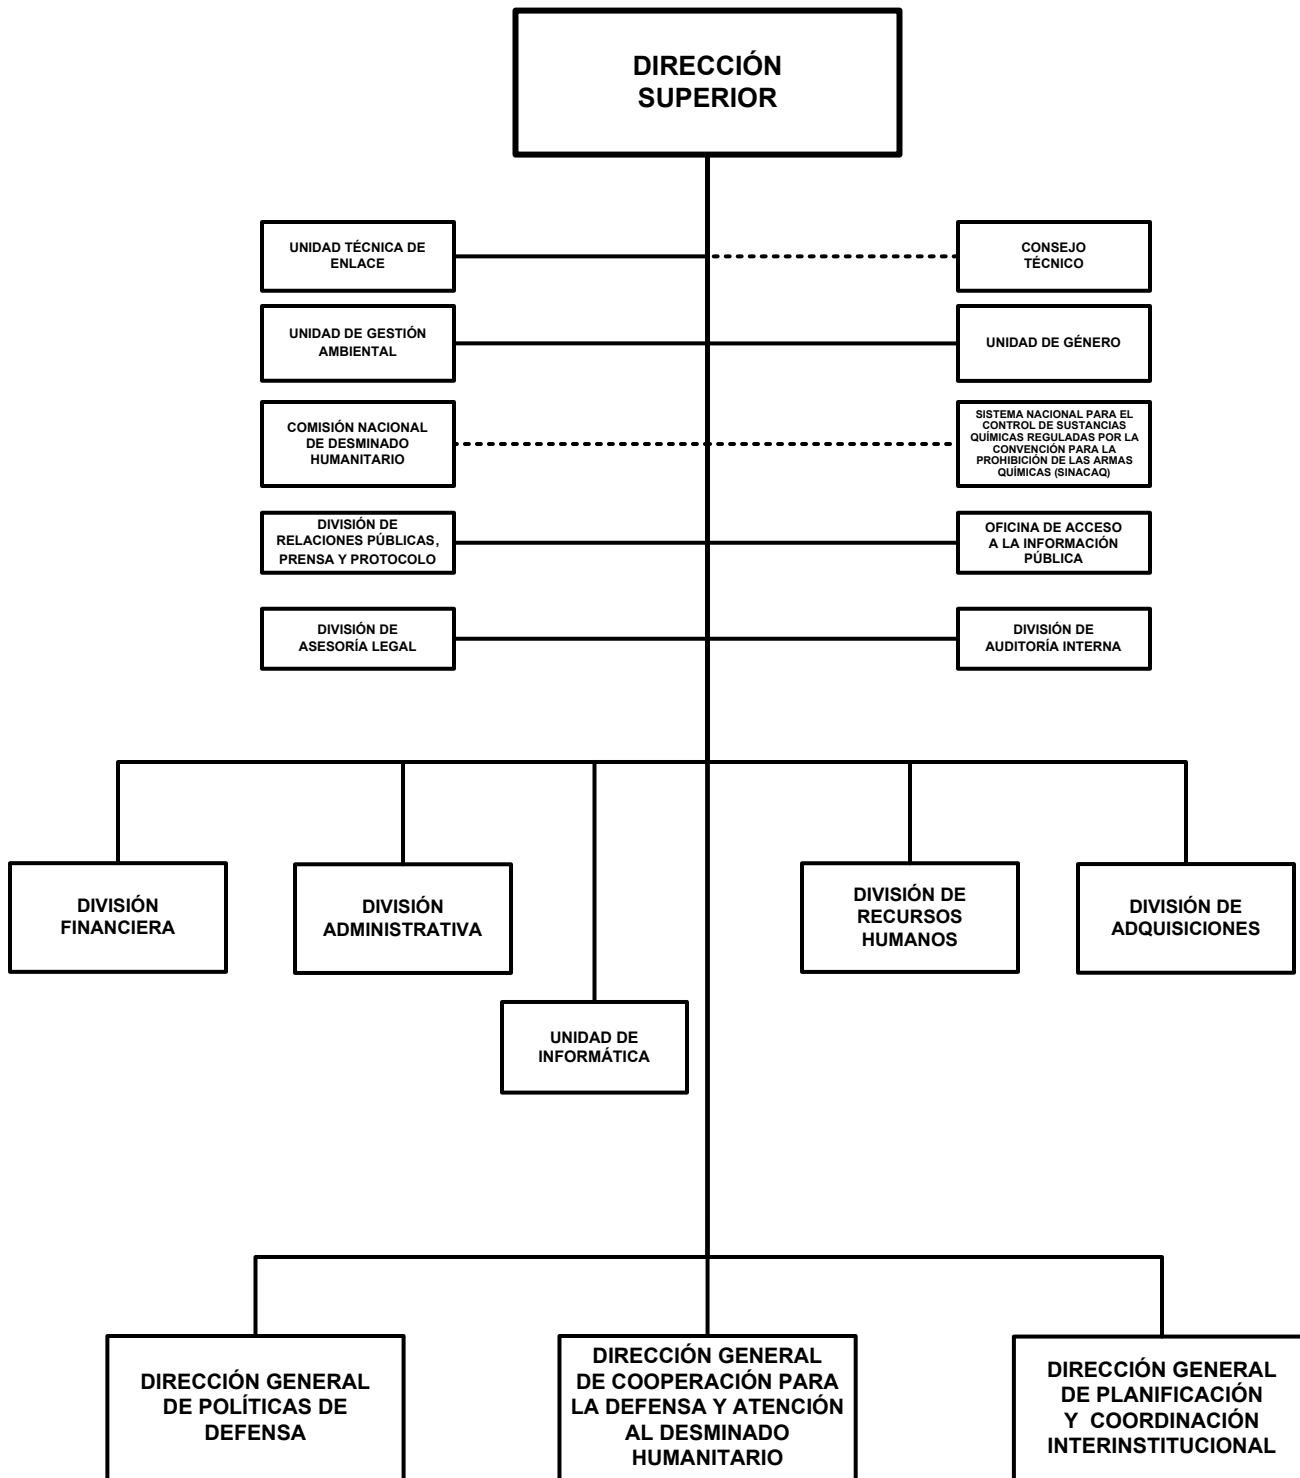 DIRECCIÓN
SUPERIOR
UNIDAD TÉCNICA DE
ENLACE
CONSEJO
TÉCNICO
UNIDAD DE GESTIÓN
AMBIENTAL
UNIDAD DE GÉNERO
COMISIÓN NACIONAL
DE DESMINADO
HUMANITARIO
SISTEMA NACIONAL PARA EL
CONTROL DE SUSTANCIAS
QUÍMICAS REGULADAS POR LA
CONVENCIÓN PARA LA
PROHIBICIÓN DE LAS ARMAS
QUÍMICAS (SINACAQ)
DIVISIÓN DE
RELACIONES PÚBLICAS,
PRENSA Y PROTOCOLO
OFICINA DE ACCESO
A LA INFORMACIÓN
PÚBLICA
DIVISIÓN DE
ASESORÍA LEGAL
DIVISIÓN DE
AUDITORÍA INTERNA
DIVISIÓN
FINANCIERA
DIVISIÓN
ADMINISTRATIVA
DIVISIÓN DE
RECURSOS
HUMANOS
DIVISIÓN DE
ADQUISICIONES
UNIDAD DE
INFORMÁTICA
DIRECCIÓN GENERAL
DE POLÍTICAS DE
DEFENSA
DIRECCIÓN GENERAL
DE COOPERACIÓN PARA
LA DEFENSA Y ATENCIÓN
AL DESMINADO
HUMANITARIO
DIRECCIÓN GENERAL
DE PLANIFICACIÓN
Y COORDINACIÓN
INTERINSTITUCIONAL